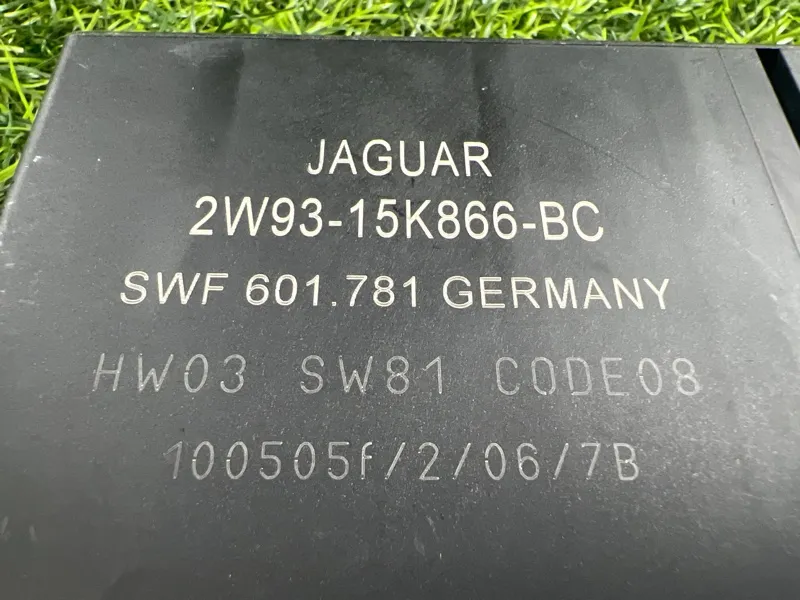 JAGUAR
2W93-15K866-BC
SWF 601.781 GERMANY
HW03 SW81 CODE08
100505f/2/06/7B